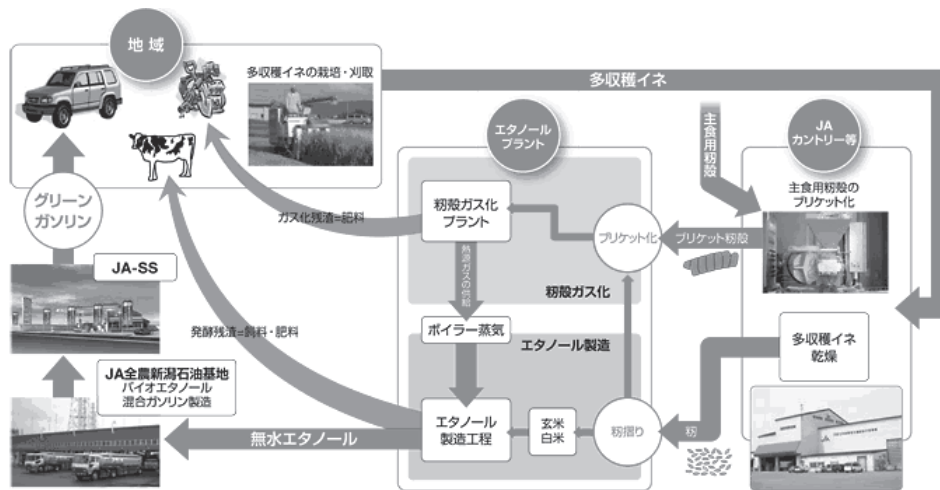 地域
多収穫イネの栽培・刈取
多収穫イネ
エタノール
プラント
主食用籾殻
JA
カントリー等
主食用籾殻の
ブリケット化
グリーン
ガソリン
ガス化残渣=肥料
籾殻ガス化
プラント
ブリケット化
ブリケット籾殻
熱源ガスの供給
籾殻ガス化
JA-SS
発酵残渣=飼料・肥料
ボイラー蒸気
エタノール製造
多収穫イネ
乾燥
JA全農新潟石油基地
バイオエタノール
混合ガソリン製造
無水エタノール
エタノール
製造工程
玄米
白米
籾摺り
籾